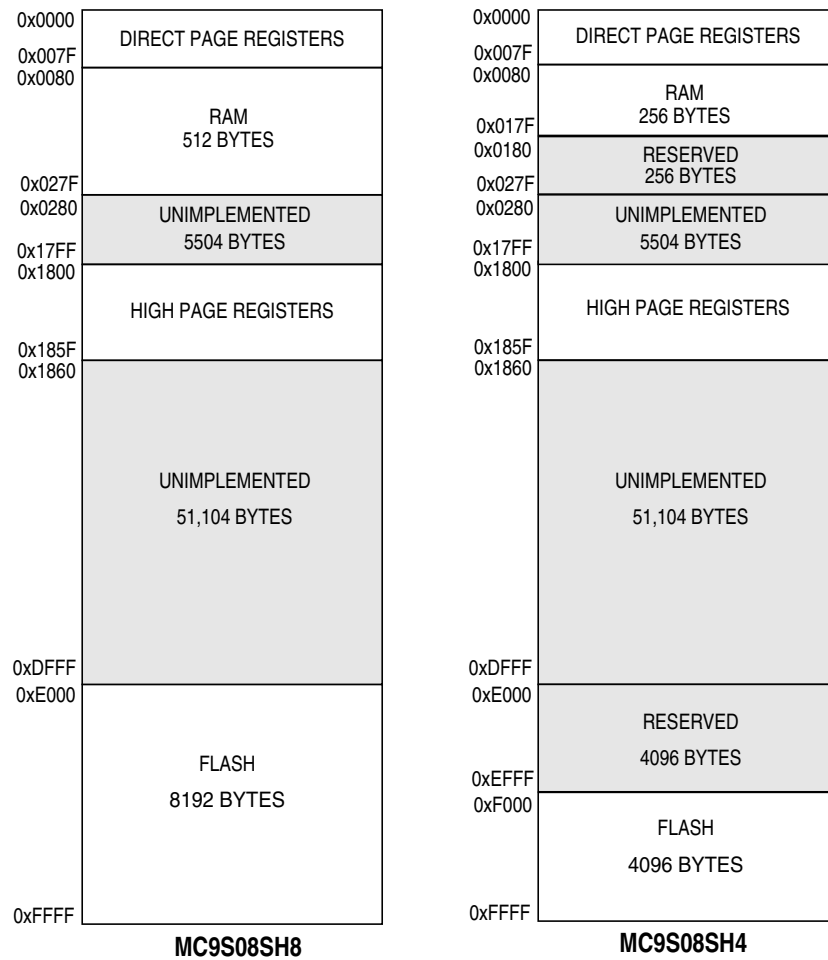 0x0000
DIRECT PAGE REGISTERS
0x007F
0x0080
RAM
512 BYTES
0x027F
0x0280
UNIMPLEMENTED
5504 BYTES
0x17FF
0x1800
HIGH PAGE REGISTERS
0x185F
0x1860
UNIMPLEMENTED
51,104 BYTES
0xDFFF
0xE000
FLASH
8192 BYTES
0xFFFF
MC9S08SH8
0x0000
DIRECT PAGE REGISTERS
0x007F
0x0080
RAM
256 BYTES
0x017F
0x0180
RESERVED
256 BYTES
0x027F
0x0280
UNIMPLEMENTED
5504 BYTES
0x17FF
0x1800
HIGH PAGE REGISTERS
0x185F
0x1860
UNIMPLEMENTED
51,104 BYTES
0xDFFF
0xE000
RESERVED
4096 BYTES
0xEFFF
0xF000
FLASH
4096 BYTES
0xFFFF
MC9S08SH4